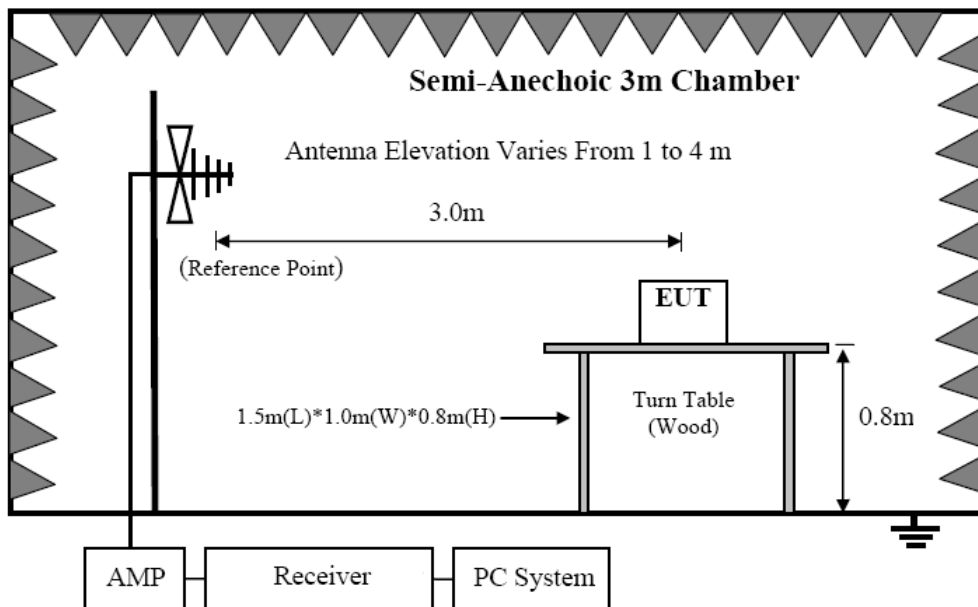 Semi-Anechoic 3m Chamber
Antenna Elevation Varies From 1 to 4 m
3.0m
(Reference Point)
EUT
1.5m(L)*1.0m(W)*0.8m(H)
Turn Table
(Wood)
0.8m
AMP
Receiver
PC System